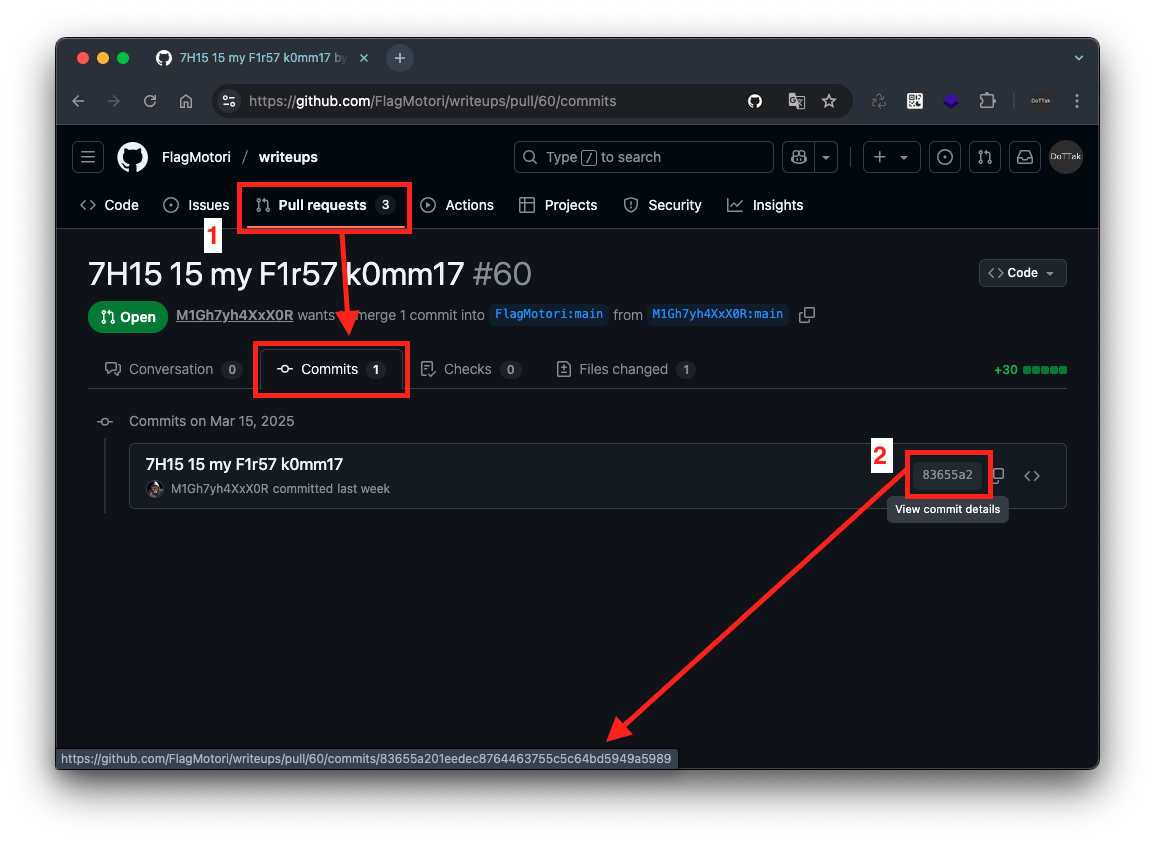 7H15 15 my F1r57 k0mm17 by
https://github.com/FlagMotori/writeups/pull/60/commits
DoTTak
FlagMotori / writeups
Type / to search
DoTTak
Code Issues Pull requests 3 Actions Projects Security Insights
1
7H15 15 my F1r57 k0mm17 #60
Code
Open M1Gh7yh4XxX0R wants merge 1 commit into FlagMotori:main from M1Gh7yh4XxX0R:main
Conversation 0 Commits 1 Checks 0 Files changed 1 +30
Commits on Mar 15, 2025
2
7H15 15 my F1r57 k0mm17
83655a2
M1Gh7yh4XxX0R committed last week
View commit details
https://github.com/FlagMotori/writeups/pull/60/commits/83655a201eedec8764463755c5c64bd5949a5989